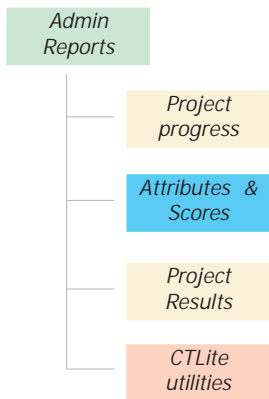 Admin
Reports
Project
progress
Attributes &
Scores
Project
Results
CTLite
utilities